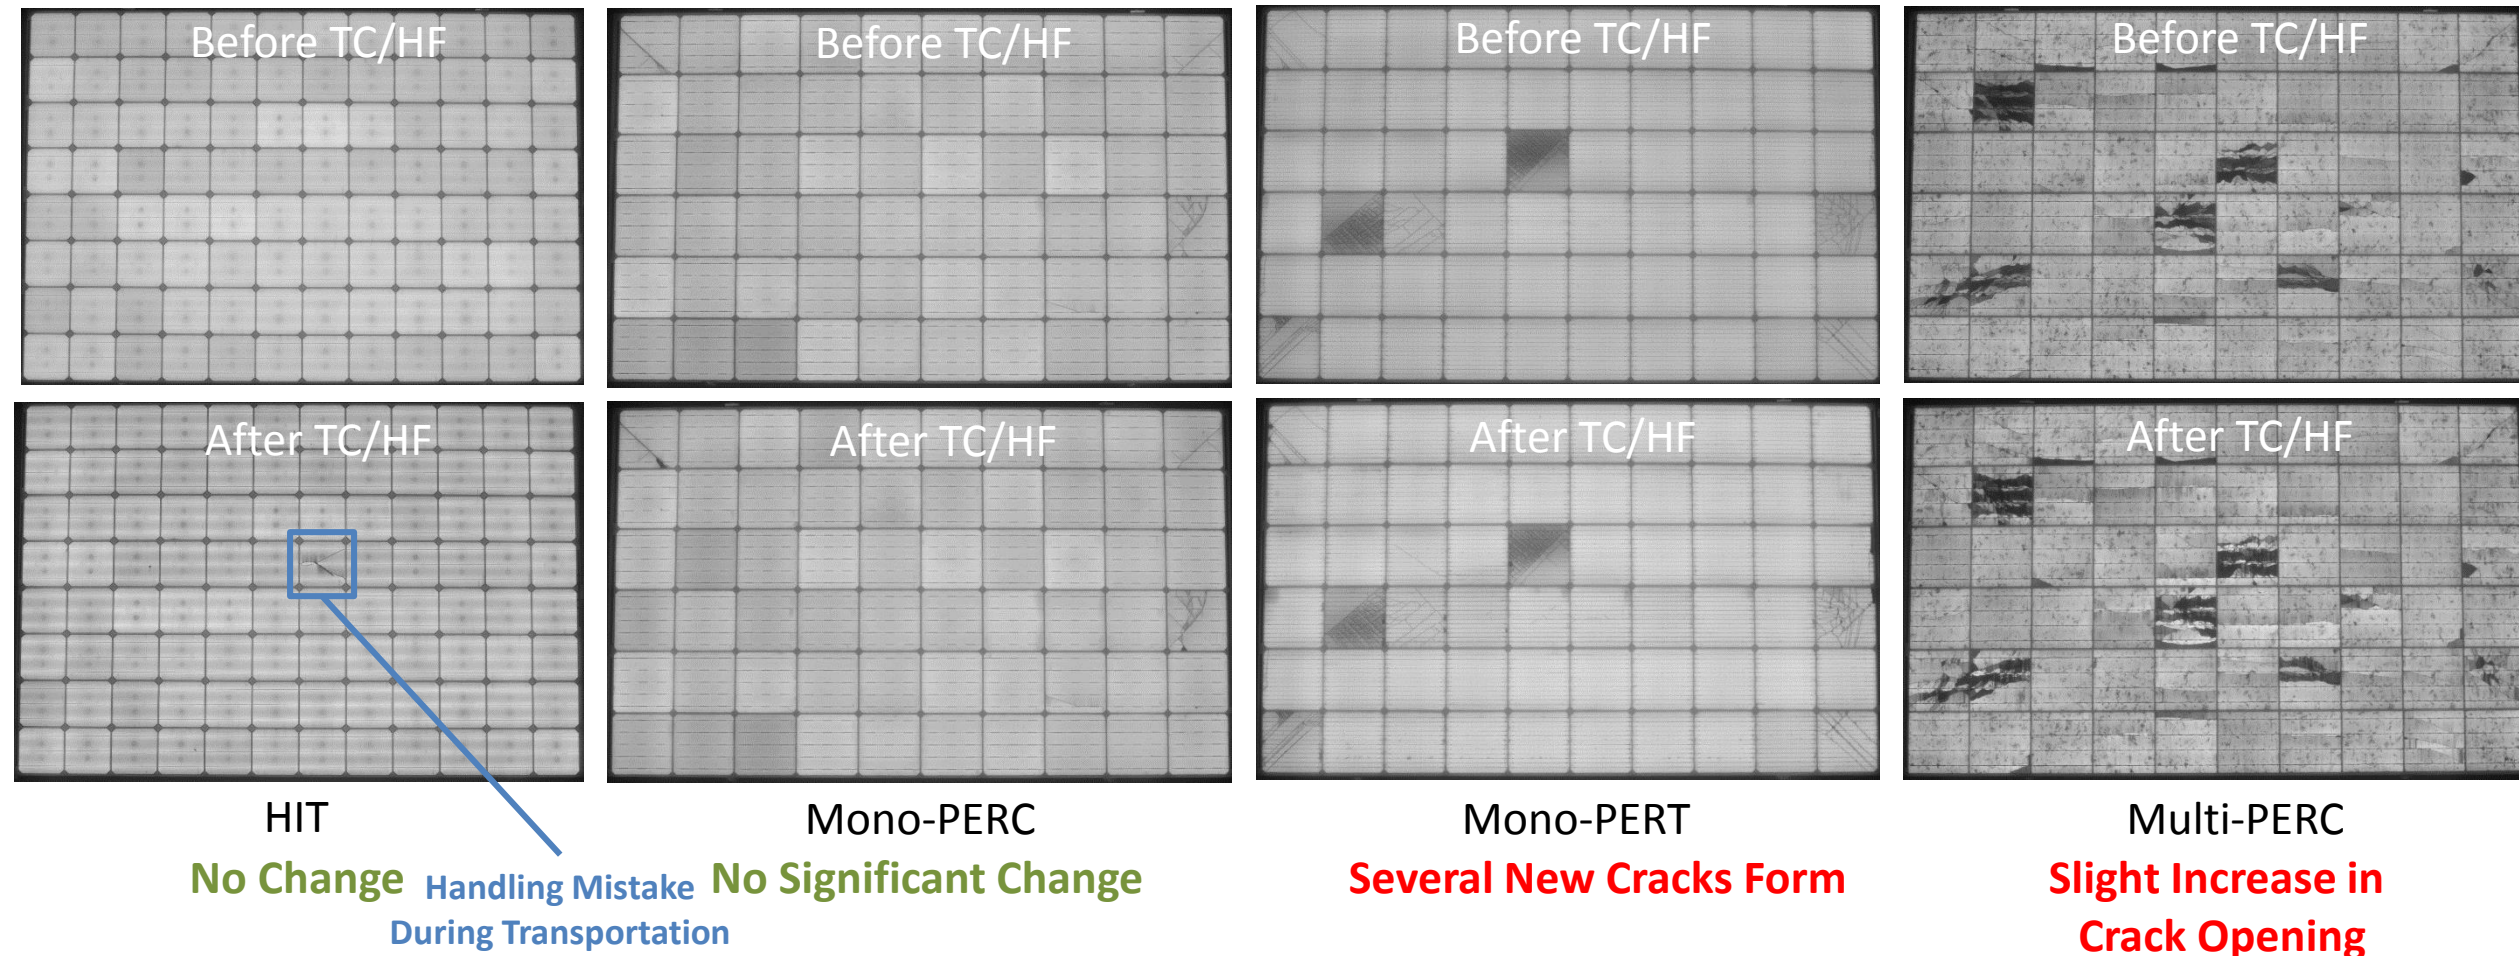 Before TC/HF
Before TC/HF
Before TC/HF
Before TC/HF
After TC/HF
After TC/HF
After TC/HF
After TC/HF
HIT
Mono-PERC
Mono-PERT
Multi-PERC
No Change
Handling Mistake
During Transportation
No Significant Change
Several New Cracks Form
Slight Increase in
Crack Opening